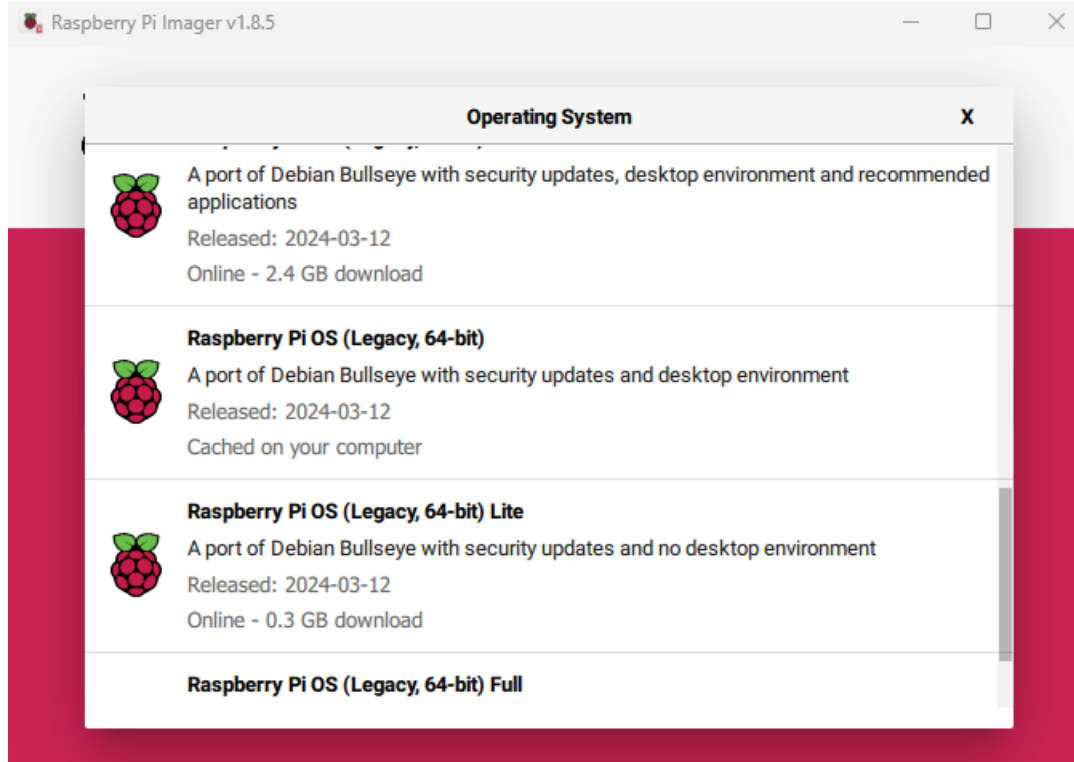 Raspberry Pi Imager v1.8.5
Operating System
X
A port of Debian Bullseye with security updates, desktop environment and recommended
applications
Released: 2024-03-12
Online - 2.4 GB download
Raspberry Pi OS (Legacy, 64-bit)
A port of Debian Bullseye with security updates and desktop environment
Released: 2024-03-12
Cached on your computer
Raspberry Pi OS (Legacy, 64-bit) Lite
A port of Debian Bullseye with security updates and no desktop environment
Released: 2024-03-12
Online - 0.3 GB download
Raspberry Pi OS (Legacy, 64-bit) Full